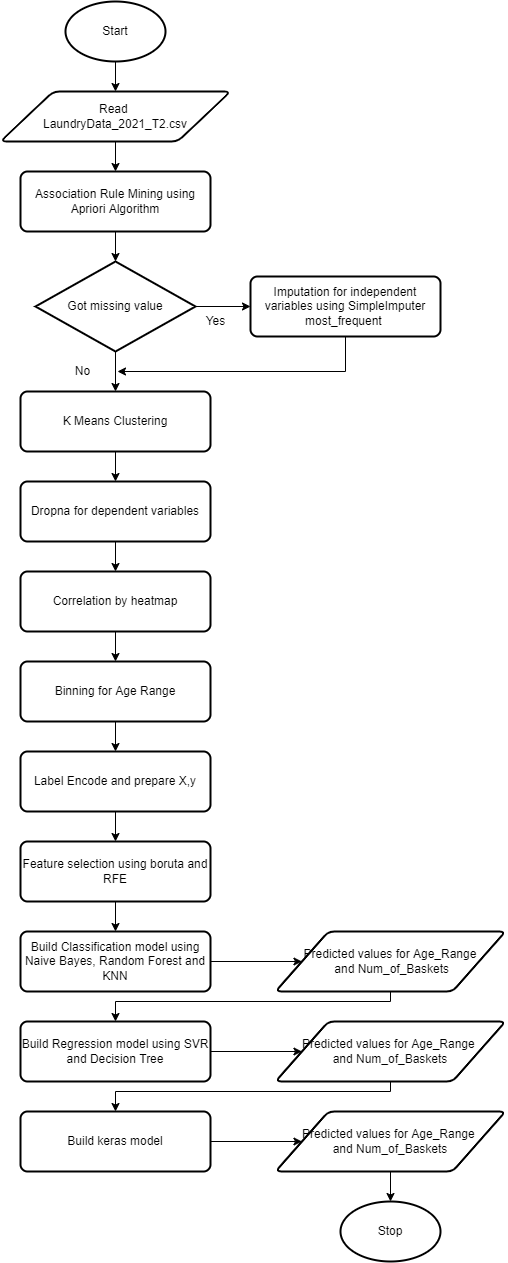 Start
Read
LaundryData_2021_T2.csv
Association Rule Mining using
Apriori Algorithm
Got missing value
Yes
Imputation for independent
variables using SimpleImputer
most_frequent
No
K Means Clustering
Dropna for dependent variables
Correlation by heatmap
Binning for Age Range
Label Encode and prepare X,y
Feature selection using boruta and
RFE
Build Classification model using
Naive Bayes, Random Forest and
KNN
Predicted values for Age_Range
and Num_of_Baskets
Build Regression model using SVR
and Decision Tree
Predicted values for Age_Range
and Num_of_Baskets
Build keras model
Predicted values for Age_Range
and Num_of_Baskets
Stop